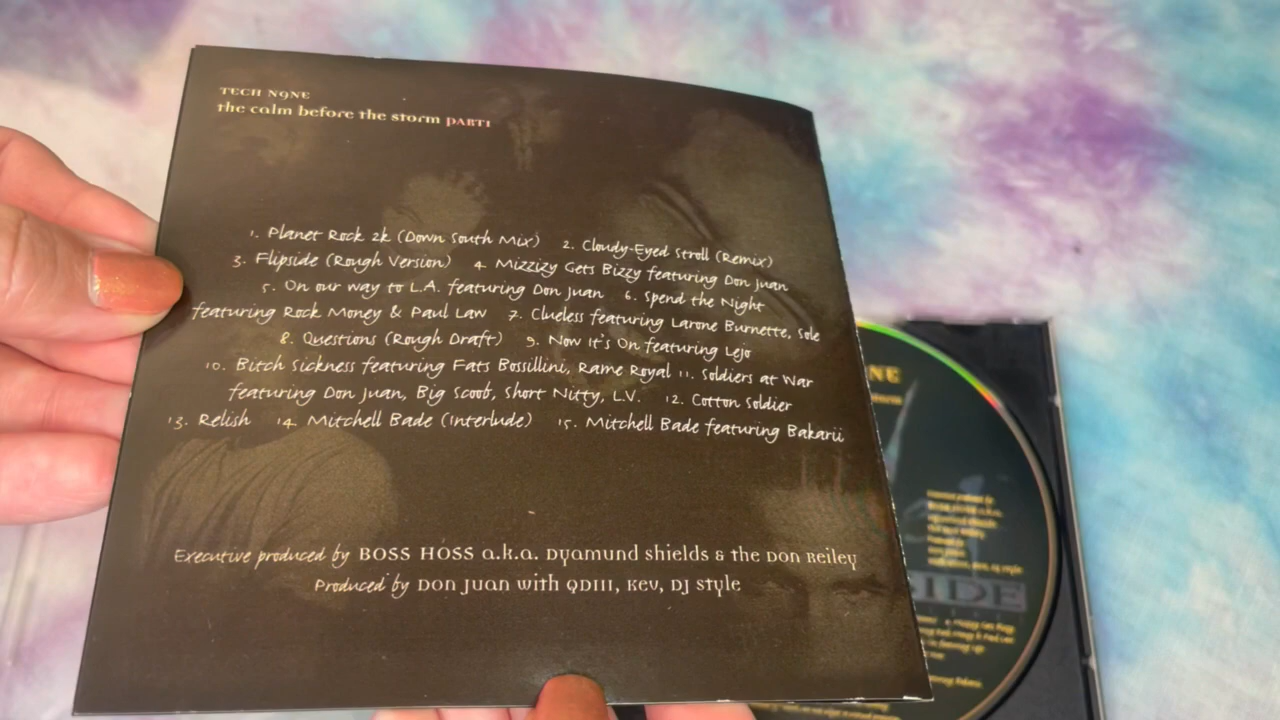 TECH N9NE
the calm before the storm PART1
1. Planet Rock 2k (Down South Mix) 2. Cloudy-Eyed Stroll (Remix)
3. Flipside (Rough Version) 4. Mizzizy Gets Bizzy featuring Don Juan
5. On our way to L.A. featuring Don Juan 6. Spend the Night
featuring Rock Money & Paul Law 7. Clueless featuring Larone Burnette, Sole
8. Questions (Rough Draft) 9. Now It's On featuring Lejo
10. Bitch Sickness featuring Fats Bossillini, Rame Royal 11. Soldiers at War
featuring Don Juan, Big Scoob, Short Nitty, L.V. 12. Cotton Soldier
13. Relish 14. Mitchell Bade (Interlude) 15. Mitchell Bade featuring Bakarii
Executive produced by BOSS HOSS a.k.a. Dyamund shields & the Don Reiley
Produced by Don Juan with QDIII, Kev, DJ style
NE
SIDE